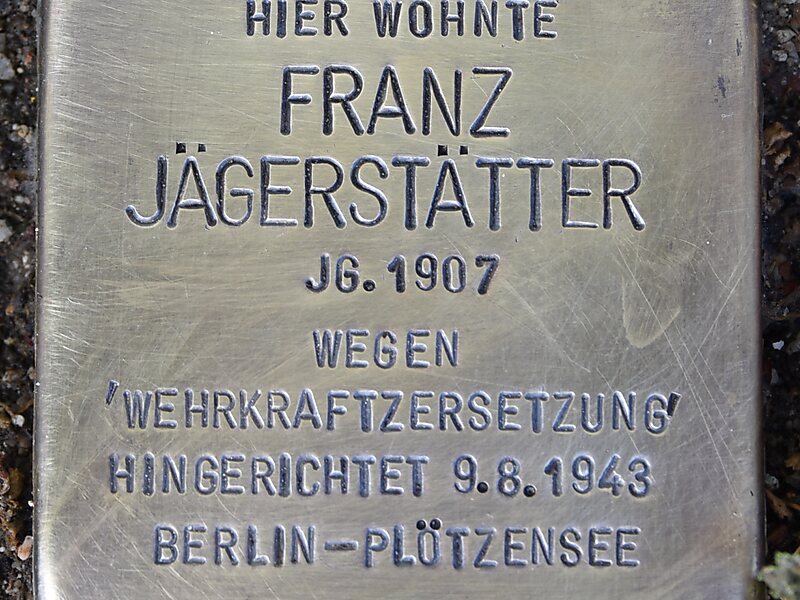 HIER WOHNTE
FRANZ
JÄGERSTÄTTER
JG. 1907
WEGEN
'WEHRKRAFTZERSETZUNG'
HINGERICHTET 9.8.1943
BERLIN-PLÖTZENSEE